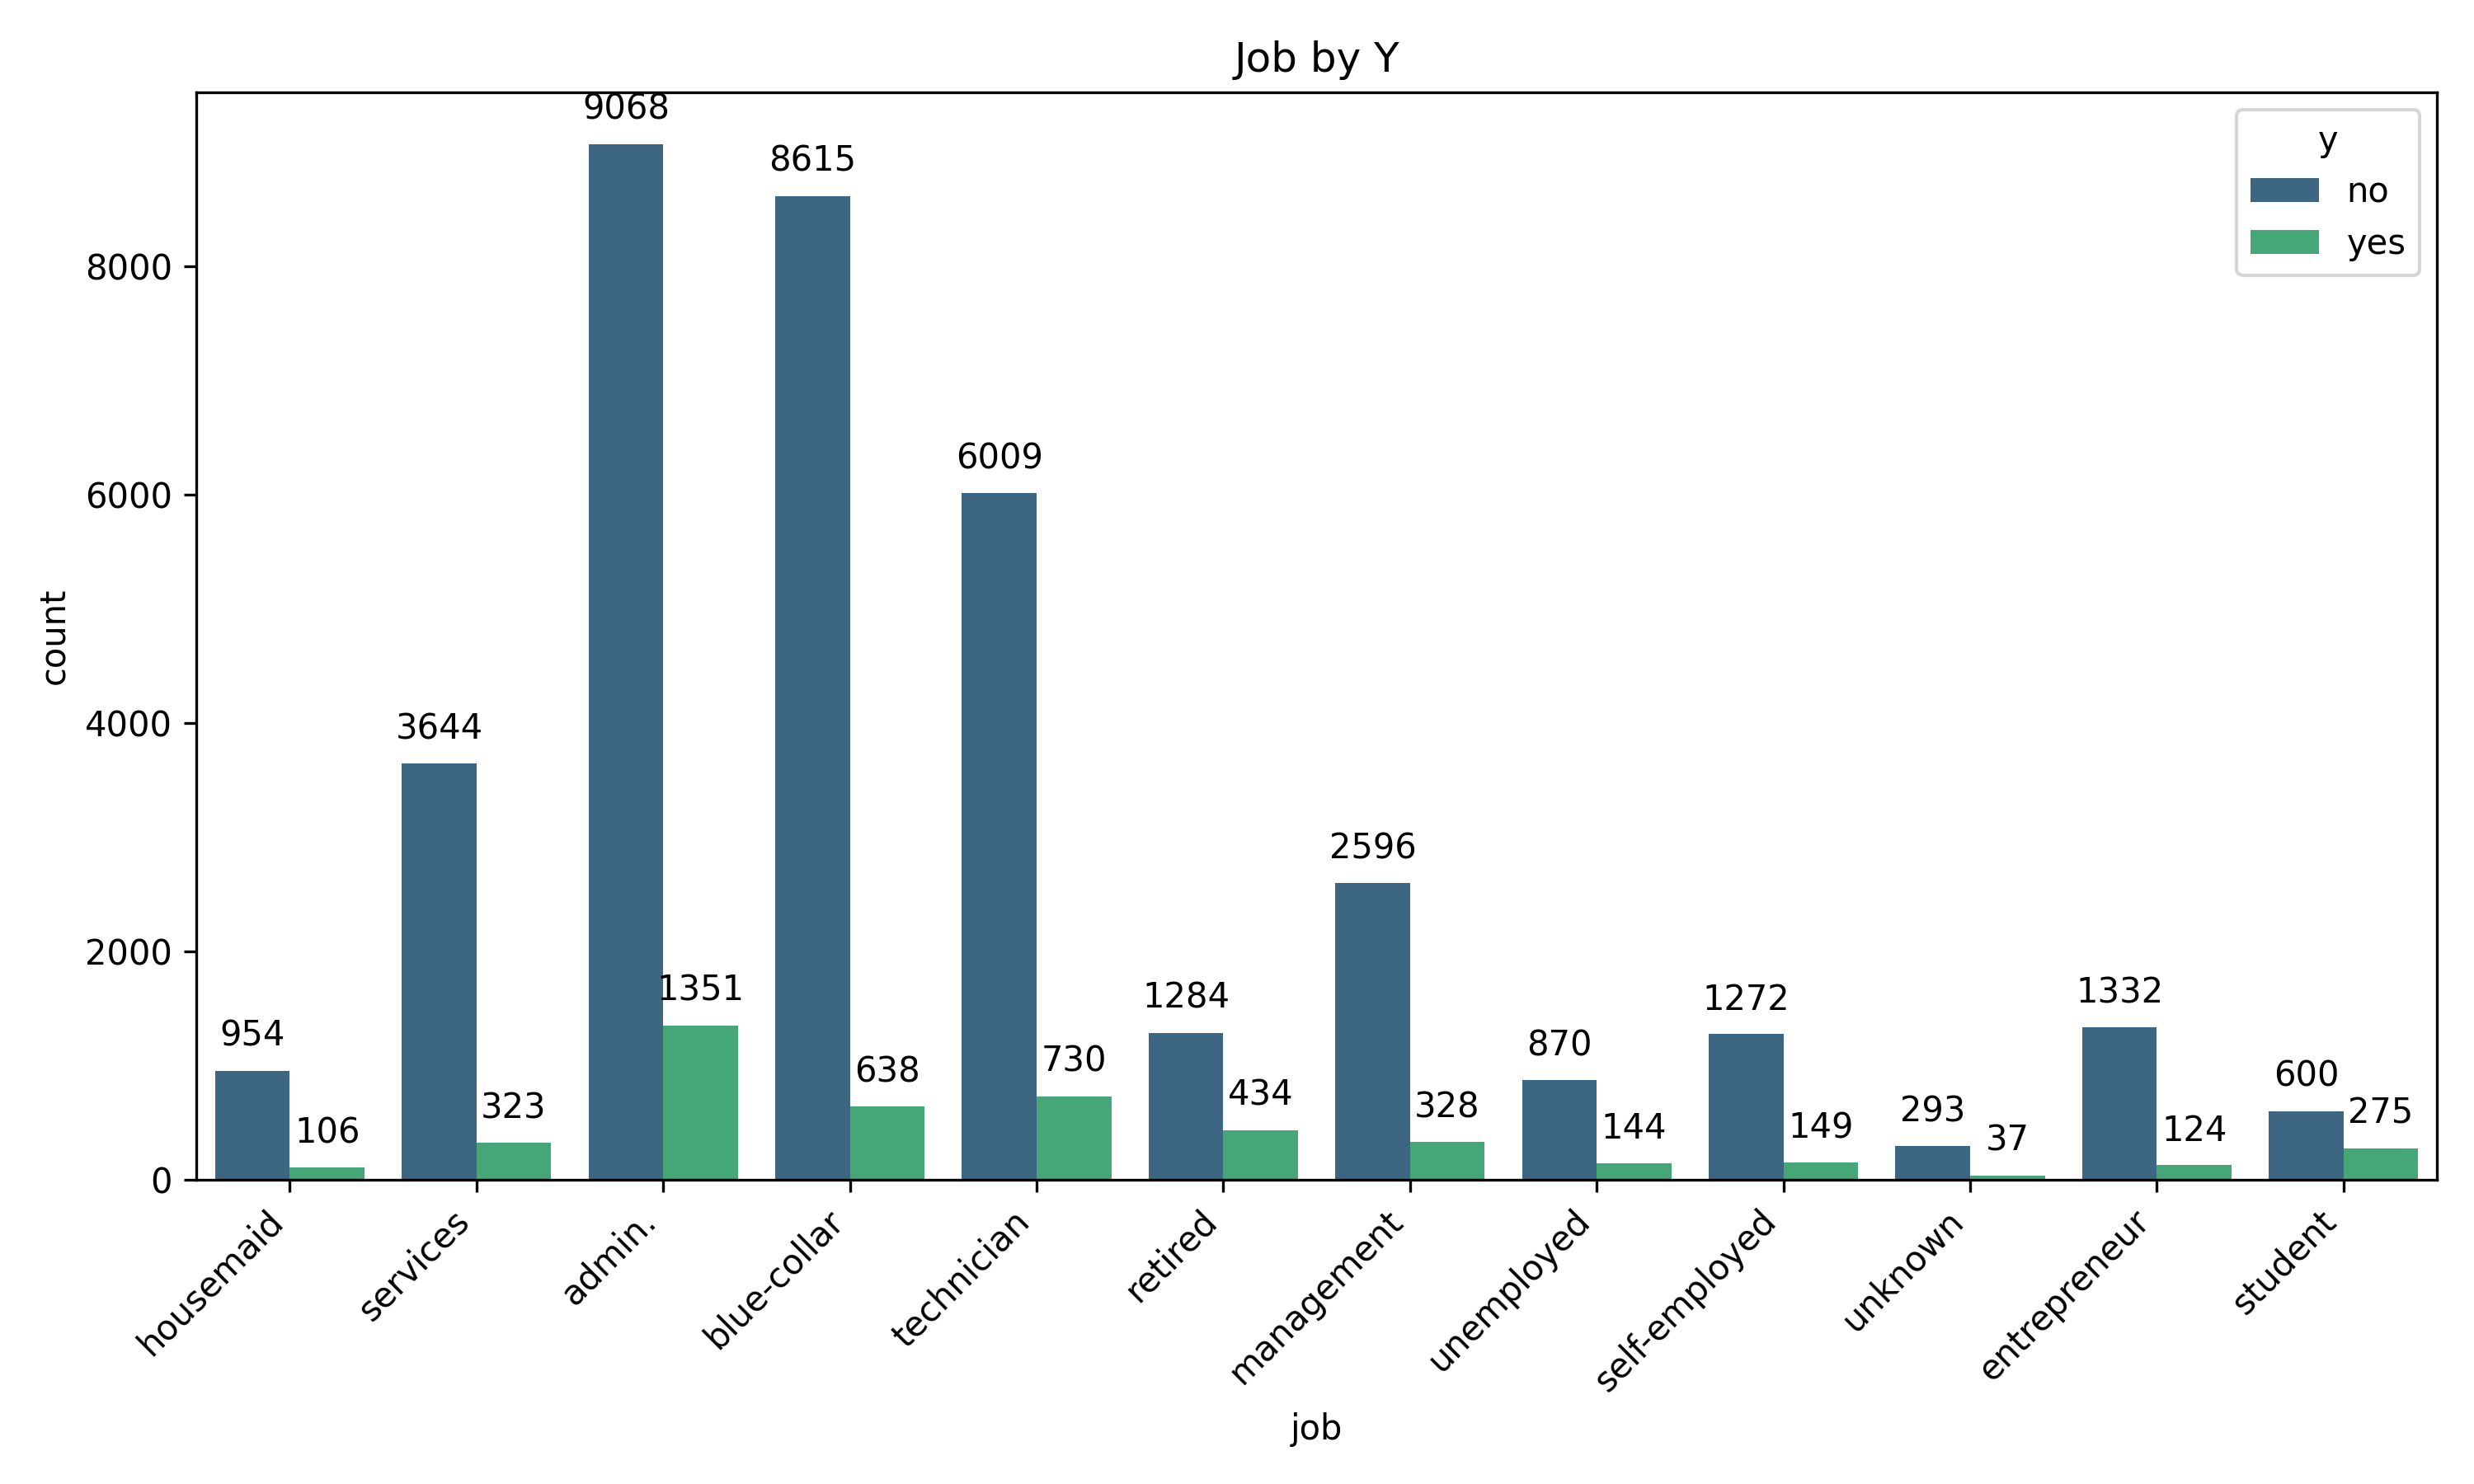 Job by Y
y
no
yes
count
8000
6000
4000
2000
0
954
106
3644
323
9068
1351
8615
638
6009
730
1284
434
2596
328
870
144
1272
149
293
37
1332
124
600
275
housemaid
services
admin.
blue-collar
technician
retired
management
unemployed
self-employed
unknown
entrepreneur
student
job